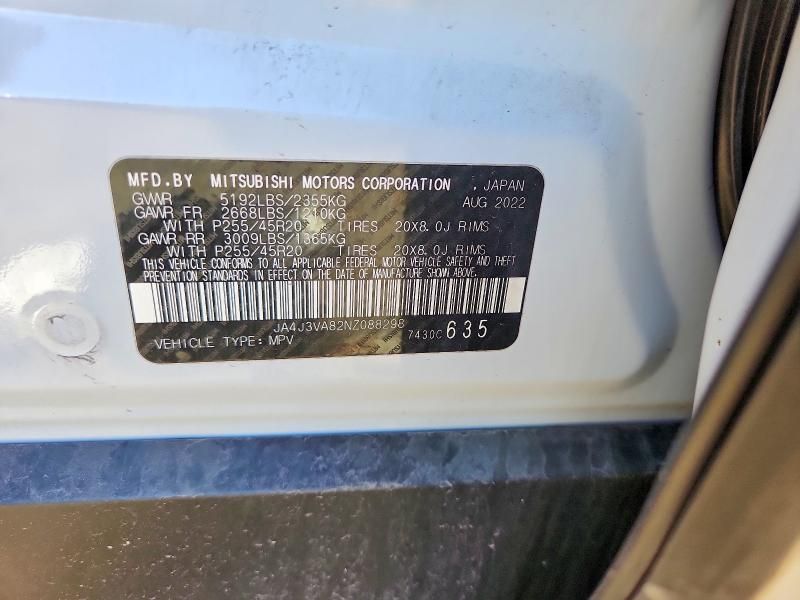 MFD.BY MITSUBISHI MOTORS CORPORATION , JAPAN
GVWR 5192LBS/2355KG AUG 2022
GAWR FR 2668LBS/1210KG
WITH P255/45R20 TIRES 20X8.0J RIMS
GAWR RR 3009LBS/1365KG
WITH P255/45R20 TIRES 20X8.0J RIMS
THIS VEHICLE CONFORMS TO ALL APPLICABLE FEDERAL MOTOR VEHICLE SAFETY AND THEFT
PREVENTION STANDARDS IN EFFECT ON THE DATE OF MANUFACTURE SHOWN ABOVE.
JA4J3VA82NZ088298
VEHICLE TYPE: MPV 7430C 635